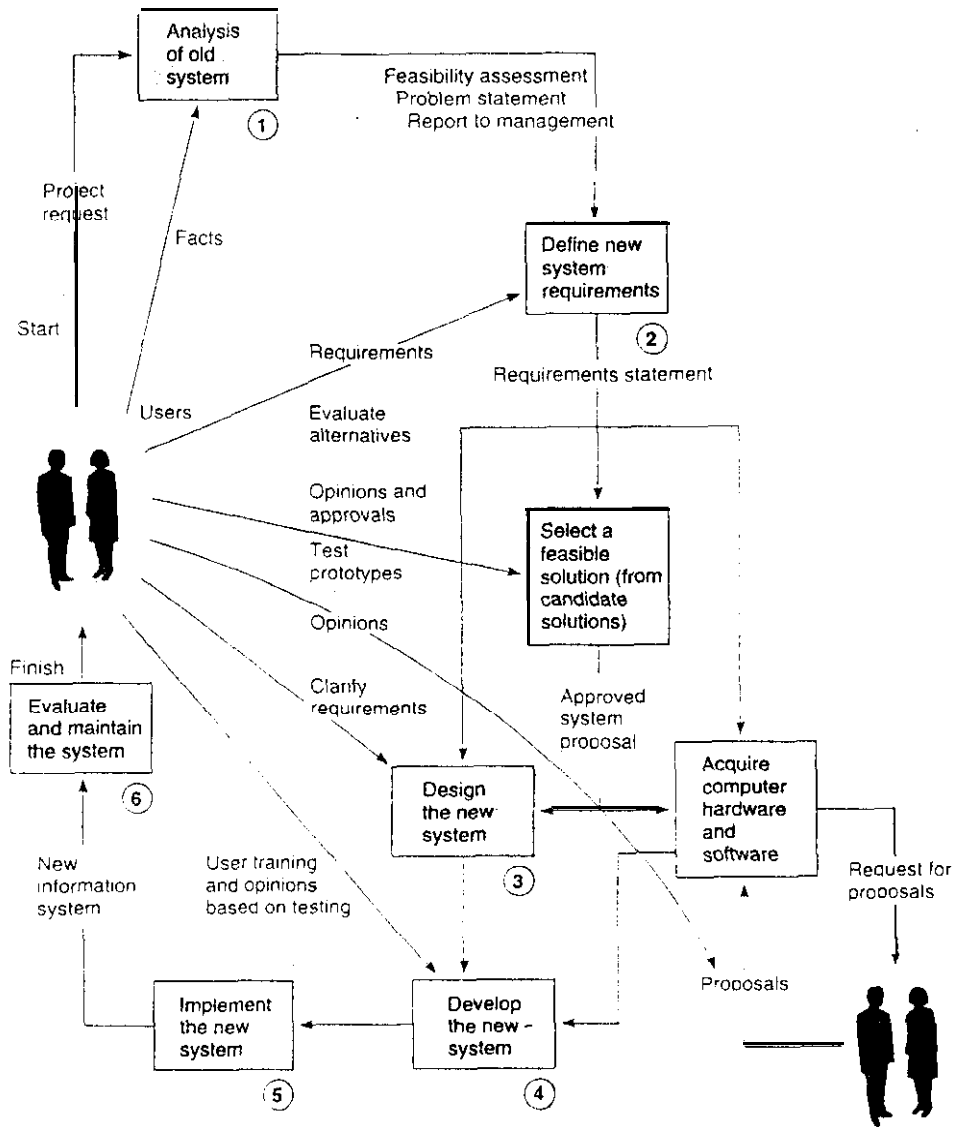 Analysis
of old
system
1
Feasibility assessment
Problem statement
Report to management
Project
request
Facts
Define new
system
requirements
Start
2
Requirements
Requirements statement
Users
Evaluate
alternatives
Opinions and
approvals
Select a
feasible
solution (from
candidate
solutions)
Test
prototypes
Opinions
Finish
Clarify
requirements
Approved
system
proposal
Evaluate
and maintain
the system
6
Design
the new
system
3
Acquire
computer
hardware
and
software
New
information
system
User training
and opinions
based on testing
Request for
proposals
Proposals
Implement
the new
system
5
Develop
the new -
system
4